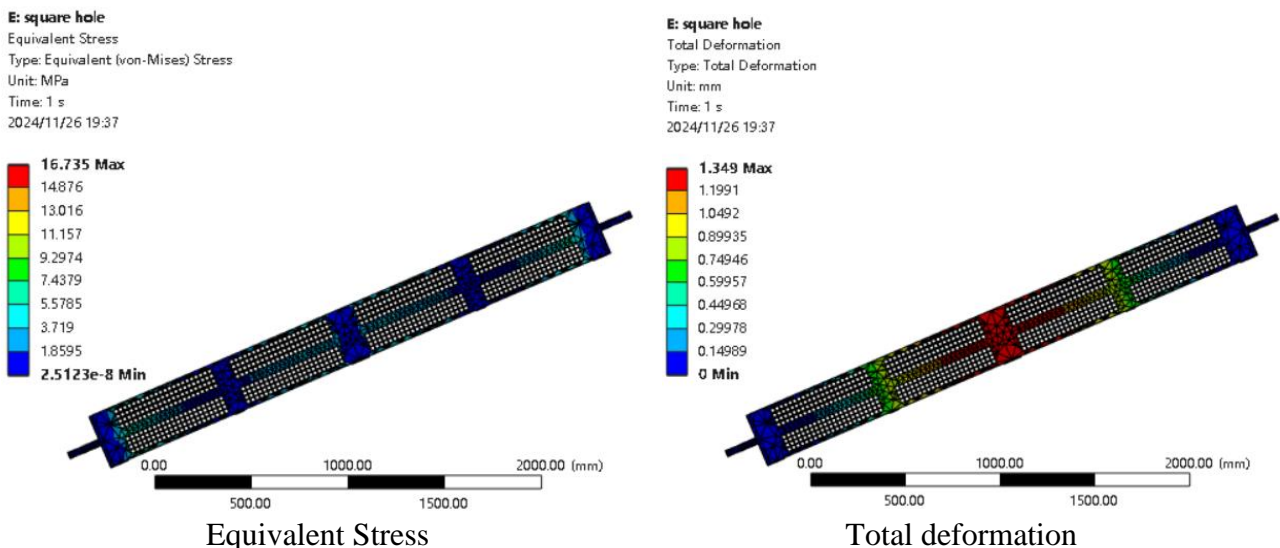 E: square hole
Equivalent Stress
Type: Equivalent (von-Mises) Stress
Unit: MPa
Time: 1 s
2024/11/26 19:37
16.735 Max
14.876
13.016
11.157
9.2974
7.4379
5.5785
3.719
1.8595
2.5123e-8 Min
0.00
1000.00
2000.00 (mm)
500.00
1500.00
Equivalent Stress
E: square hole
Total Deformation
Type: Total Deformation
Unit: mm
Time: 1 s
2024/11/26 19:37
1.349 Max
1.1991
1.0492
0.89935
0.74946
0.59957
0.44968
0.29978
0.14989
0 Min
0.00
1000.00
2000.00 (mm)
500.00
1500.00
Total deformation